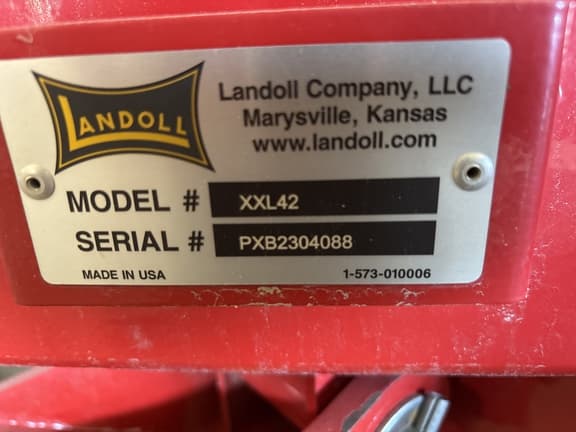 LANDOLL
Landoll Company, LLC
Marysville, Kansas
www.landoll.com
MODEL # XXL42
SERIAL # PXB2304088
MADE IN USA 1-573-010006